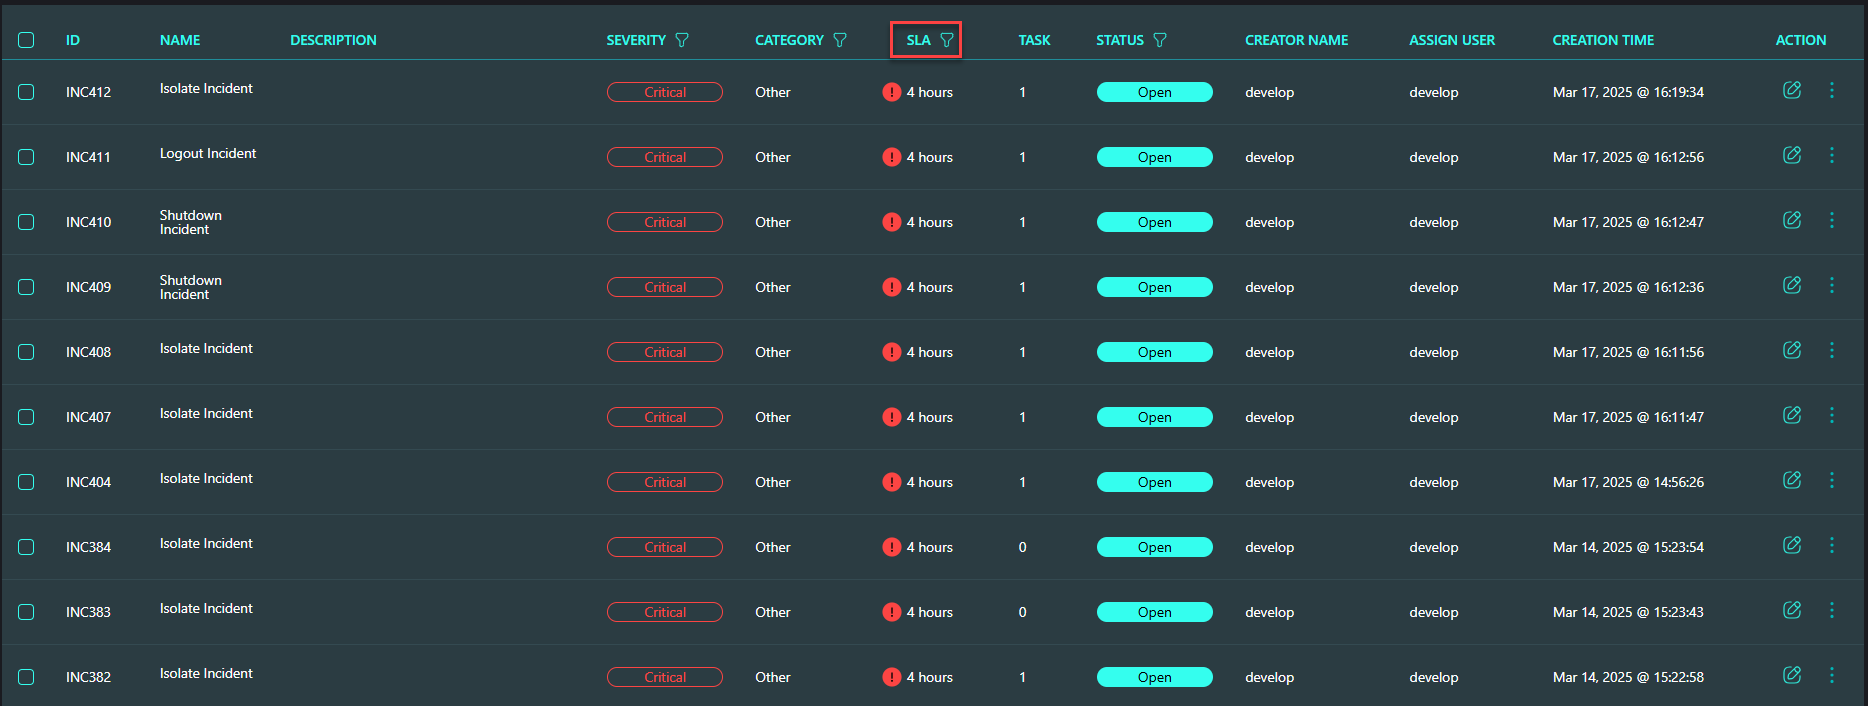 ID NAME DESCRIPTION SEVERITY CATEGORY SLA TASK STATUS CREATOR NAME ASSIGN USER CREATION TIME ACTION
INC412 Isolate Incident Critical Other ! 4 hours 1 Open develop develop Mar 17, 2025 @ 16:19:34
INC411 Logout Incident Critical Other ! 4 hours 1 Open develop develop Mar 17, 2025 @ 16:12:56
INC410 Shutdown
Incident Critical Other ! 4 hours 1 Open develop develop Mar 17, 2025 @ 16:12:47
INC409 Shutdown
Incident Critical Other ! 4 hours 1 Open develop develop Mar 17, 2025 @ 16:12:36
INC408 Isolate Incident Critical Other ! 4 hours 1 Open develop develop Mar 17, 2025 @ 16:11:56
INC407 Isolate Incident Critical Other ! 4 hours 1 Open develop develop Mar 17, 2025 @ 16:11:47
INC404 Isolate Incident Critical Other ! 4 hours 1 Open develop develop Mar 17, 2025 @ 14:56:26
INC384 Isolate Incident Critical Other ! 4 hours 0 Open develop develop Mar 14, 2025 @ 15:23:54
INC383 Isolate Incident Critical Other ! 4 hours 0 Open develop develop Mar 14, 2025 @ 15:23:43
INC382 Isolate Incident Critical Other ! 4 hours 1 Open develop develop Mar 14, 2025 @ 15:22:58